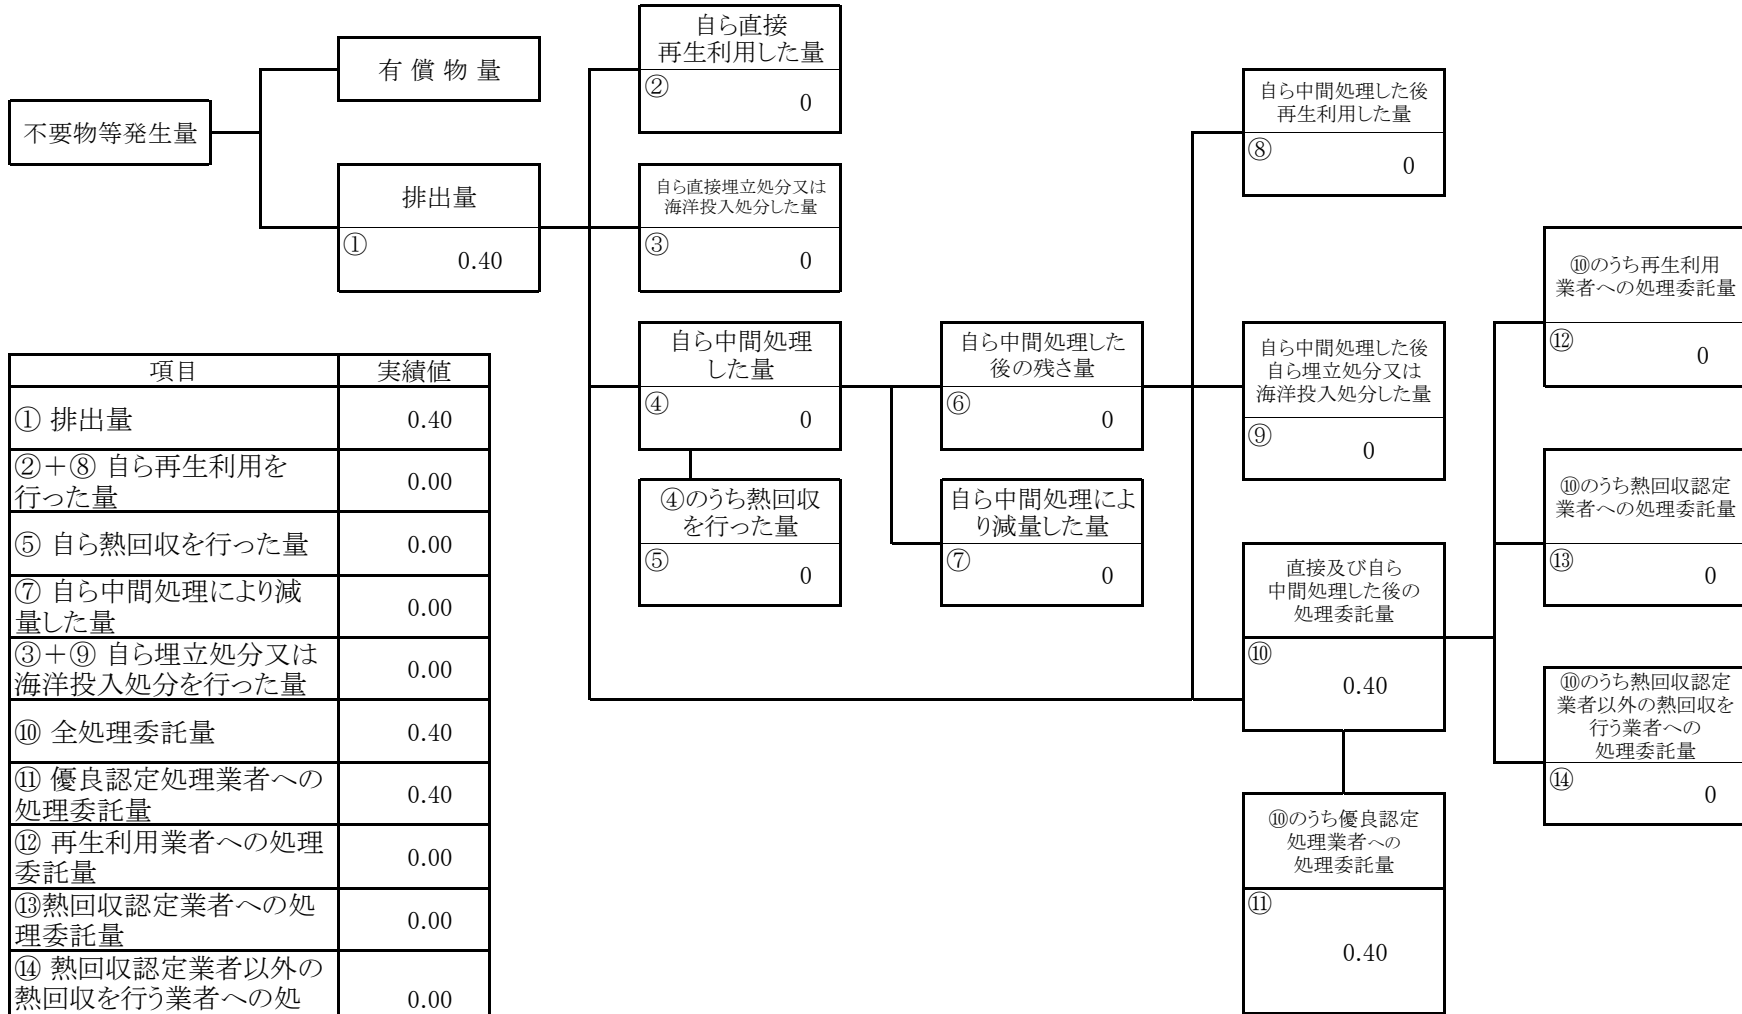 不要物等発生量
有 償 物 量
排出量
①
0.40
自ら直接
再生利用した量
②
0
自ら直接埋立処分又は
海洋投入処分した量
③
0
自ら中間処理
した量
④
0
④のうち熱回収
を行った量
⑤
0
自ら中間処理した
後の残さ量
⑥
0
自ら中間処理によ
り減量した量
⑦
0
自ら中間処理した後
再生利用した量
⑧
0
自ら中間処理した後
自ら埋立処分又は
海洋投入処分した量
⑨
0
直接及び自ら
中間処理した後の
処理委託量
⑩
0.40
⑩のうち優良認定
処理業者への
処理委託量
⑪
0.40
⑩のうち再生利用
業者への処理委託量
⑫
0
⑩のうち熱回収認定
業者への処理委託量
⑬
0
⑩のうち熱回収認定
業者以外の熱回収を
行う業者への
処理委託量
⑭
0
項目 実績値
① 排出量 0.40
②＋⑧ 自ら再生利用を
行った量 0.00
⑤ 自ら熱回収を行った量 0.00
⑦ 自ら中間処理により減
量した量 0.00
③＋⑨ 自ら埋立処分又は
海洋投入処分を行った量 0.00
⑩ 全処理委託量 0.40
⑪ 優良認定処理業者への
処理委託量 0.40
⑫ 再生利用業者への処理
委託量 0.00
⑬熱回収認定業者への処
理委託量 0.00
⑭ 熱回収認定業者以外の
熱回収を行う業者への処 0.00